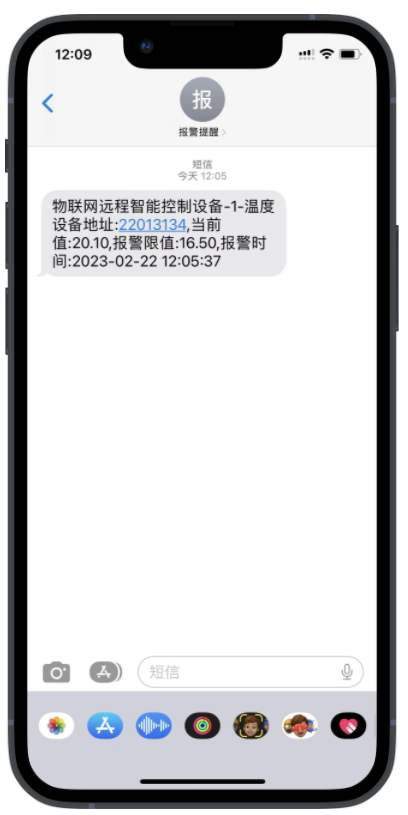 12:09
报
报警提醒
短信
今天 12:05
物联网远程智能控制设备-1-温度
设备地址:22013134,当前
值:20.10,报警限值:16.50,报警时
间:2023-02-22 12:05:37
短信